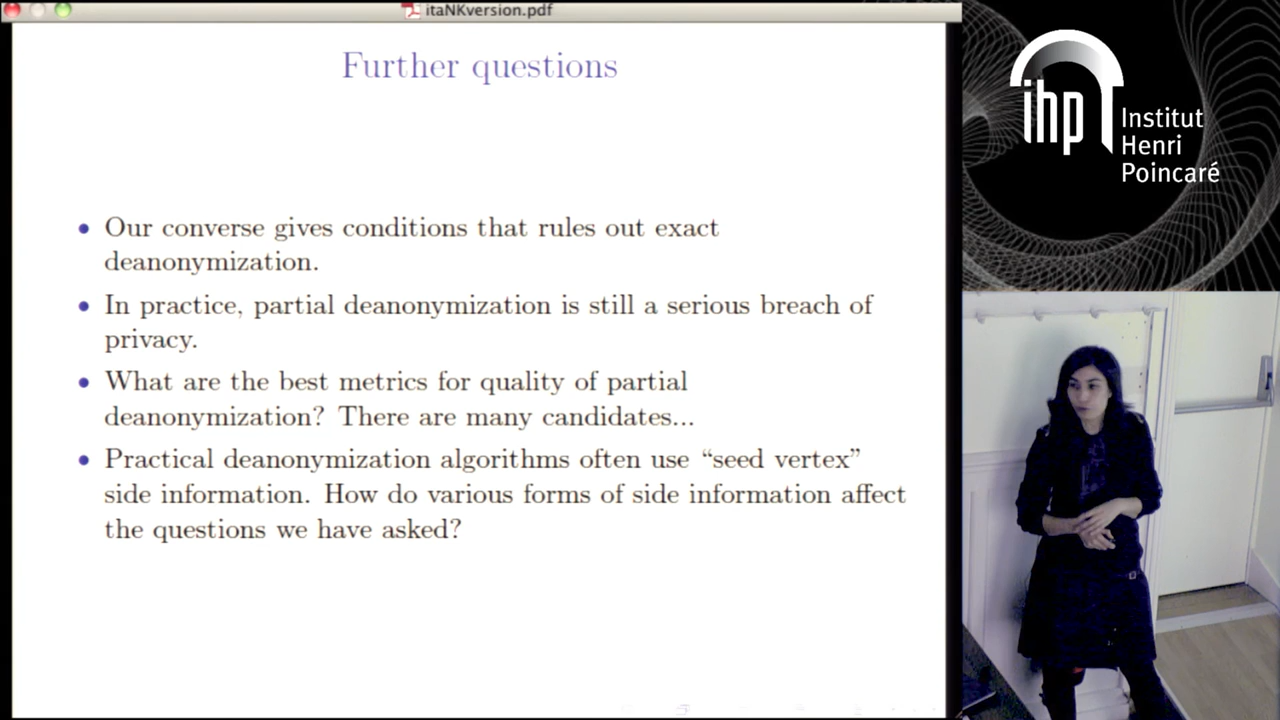 itaNKversion.pdf
Further questions
Our converse gives conditions that rules out exact
deanonymization.
In practice, partial deanonymization is still a serious breach of
privacy.
What are the best metrics for quality of partial
deanonymization? There are many candidates...
Practical deanonymization algorithms often use “seed vertex”
side information. How do various forms of side information affect
the questions we have asked?
ihp
Institut
Henri
Poincaré